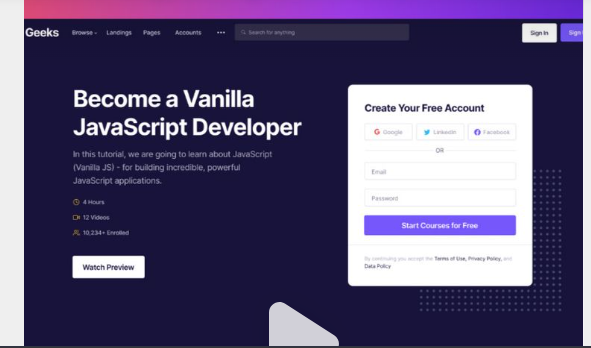 Geeks
Browse
Landings
Pages
Accounts
Search for anything
Sign In
Sign
Become a Vanilla
JavaScript Developer
In this tutorial, we are going to learn about JavaScript
(Vanilla JS) - for building incredible, powerful
JavaScript applications.
4 Hours
12 Videos
10,234+ Enrolled
Watch Preview
Create Your Free Account
Google
LinkedIn
Facebook
OR
Email
Password
Start Courses for Free
By continuing you accept the Terms of Use, Privacy Policy, and
Data Policy